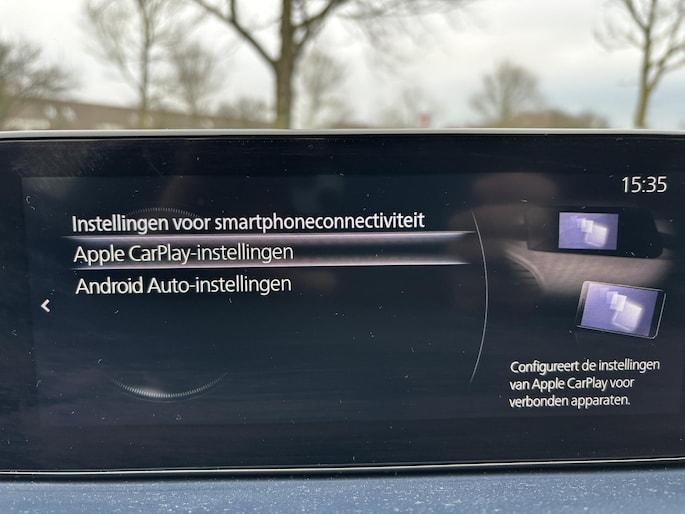 15:35
Instellingen voor smartphoneconnectiviteit
Apple CarPlay-instellingen
Android Auto-instellingen
Configureert de instellingen
van Apple CarPlay voor
verbonden apparaten.